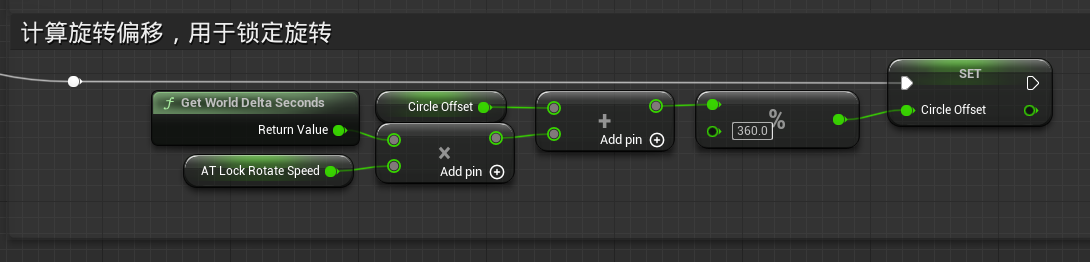 计算旋转偏移，用于锁定旋转
SET
f Get World Delta Seconds
Circle Offset
Circle Offset
+
%
360.0
Return Value
Add pin
×
AT Lock Rotate Speed
Add pin